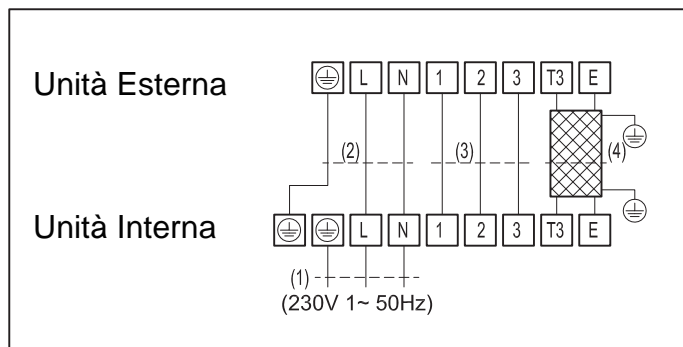 Unità Esterna
L N 1 2 3 T3 E
(2) (3) (4)
Unità Interna
L N 1 2 3 T3 E
(1)
(230V 1~ 50Hz)